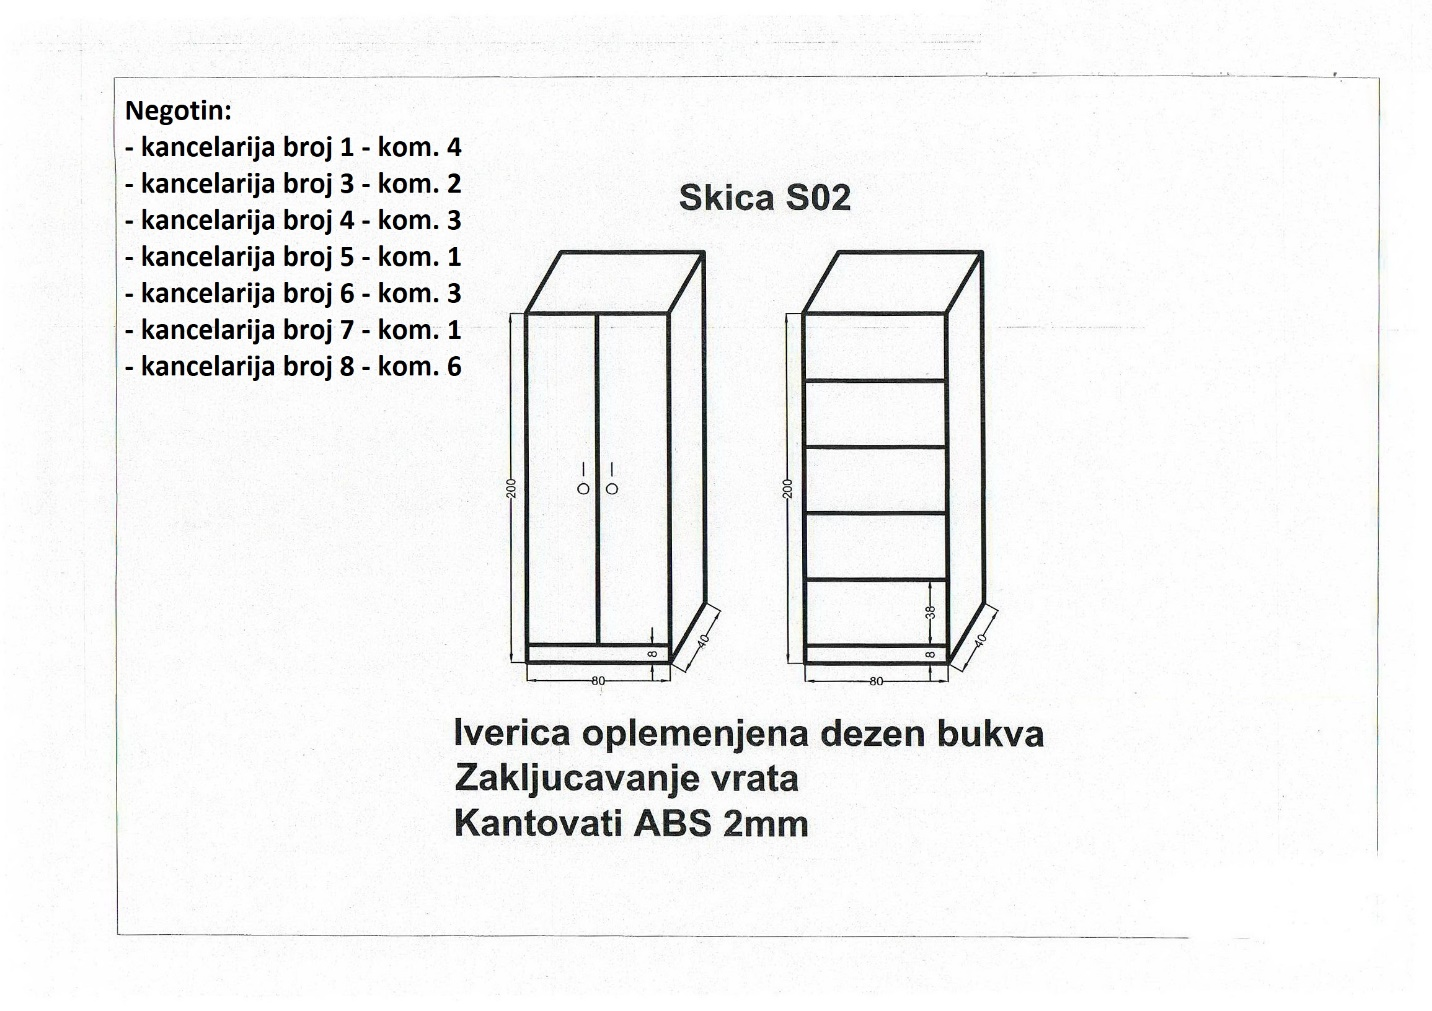 Negotin:
- kancelarija broj 1 - kom. 4
- kancelarija broj 3 - kom. 2
- kancelarija broj 4 - kom. 3
- kancelarija broj 5 - kom. 1
- kancelarija broj 6 - kom. 3
- kancelarija broj 7 - kom. 1
- kancelarija broj 8 - kom. 6
Skica S02
200
8
40
80
200
38
8
40
80
Iverica oplemenjena dezen bukva
Zakljucavanje vrata
Kantovati ABS 2mm